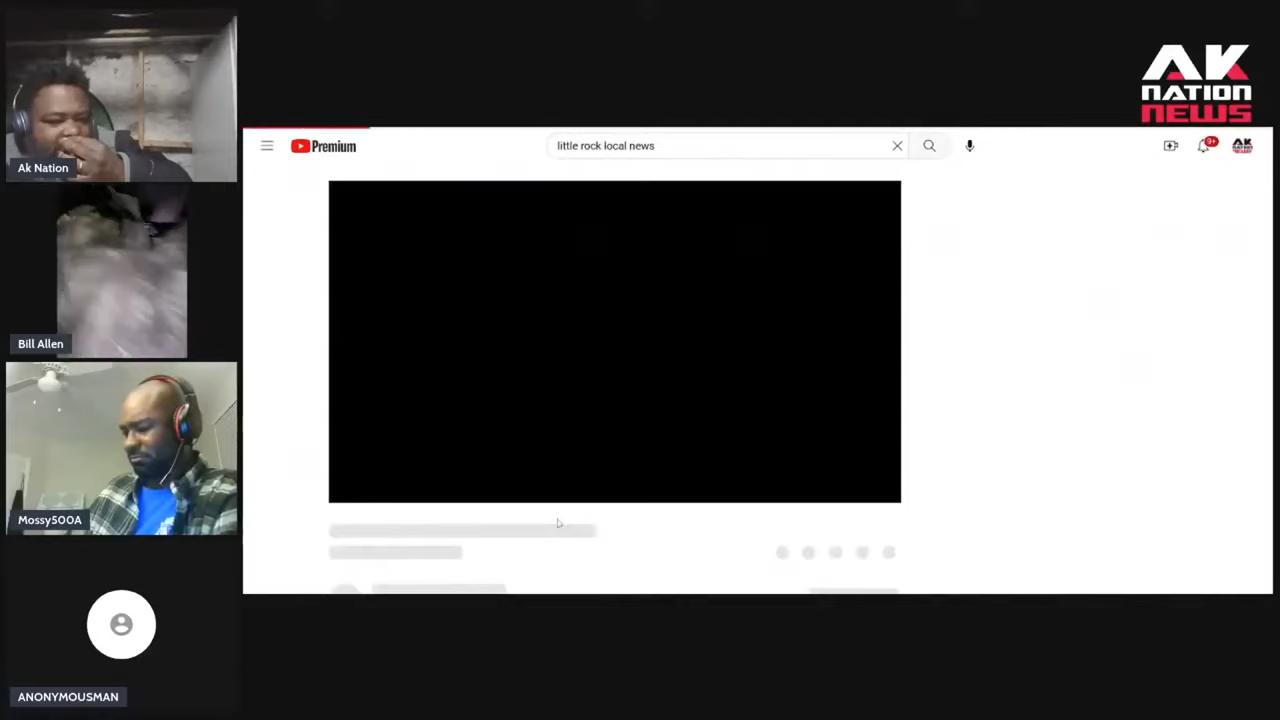 AK
NATION
NEWS
Premium
little rock local news
9+
Ak Nation
Bill Allen
Mossy500A
ANONYMOUSMAN